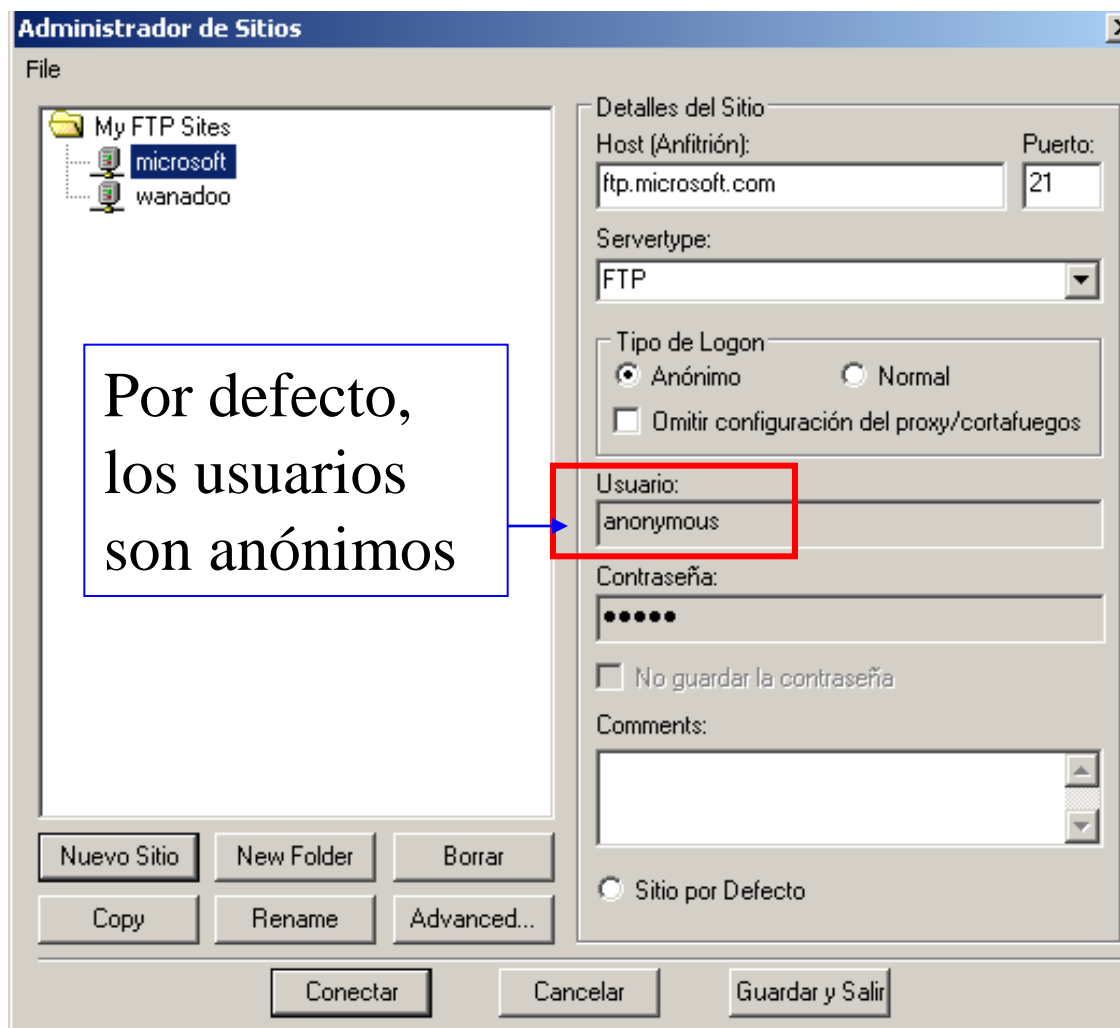 Administrador de Sitios
File
My FTP Sites
microsoft
wanadoo
Por defecto,
los usuarios
son anónimos
Nuevo Sitio New Folder Borrar
Copy Rename Advanced...
Detalles del Sitio
Host (Anfitrión): Puerto:
ftp.microsoft.com 21
Servertype:
FTP
Tipo de Logon
Anónimo Normal
Omitir configuración del proxy/cortafuegos
Usuario:
anonymous
Contraseña:
•••••
No guardar la contraseña
Comments:
Sitio por Defecto
Conectar Cancelar Guardar y Salir